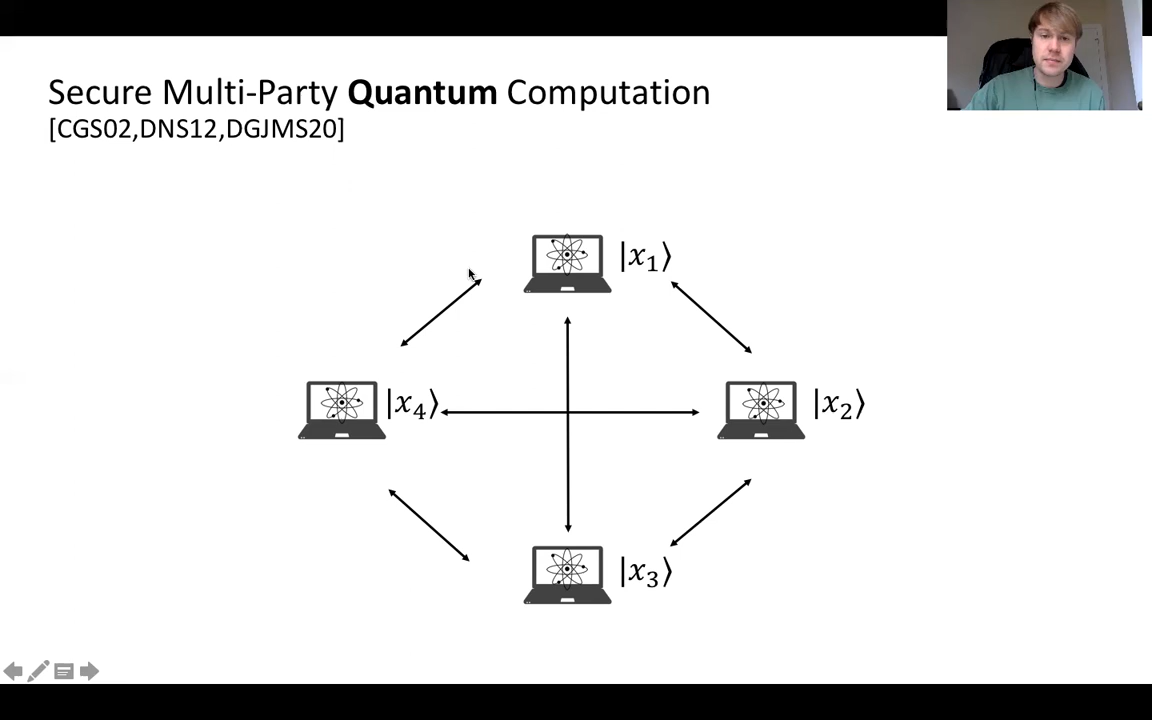 Secure Multi-Party Quantum Computation
[CGS02,DNS12,DGJMS20]
|x₁⟩
|x₄⟩
|x₂⟩
|x₃⟩